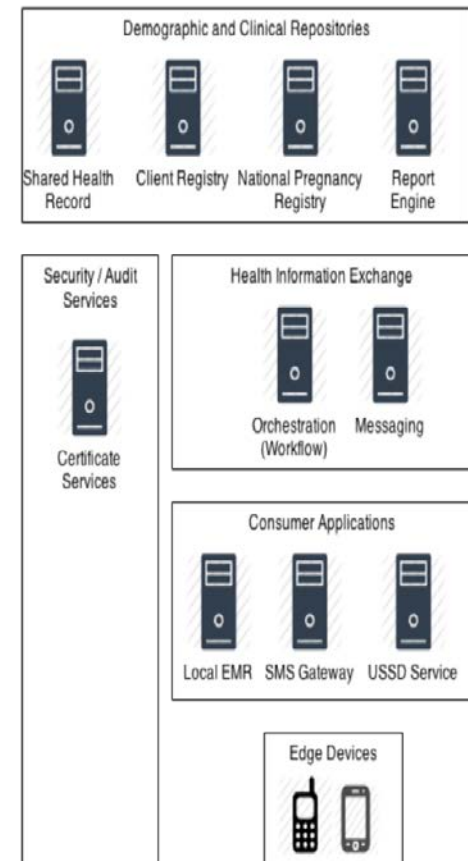 Demographic and Clinical Repositories
Shared Health
Record
Client Registry
National Pregnancy
Registry
Report
Engine
Security / Audit
Services
Certificate
Services
Health Information Exchange
Orchestration
(Workflow)
Messaging
Consumer Applications
Local EMR
SMS Gateway
USSD Service
Edge Devices